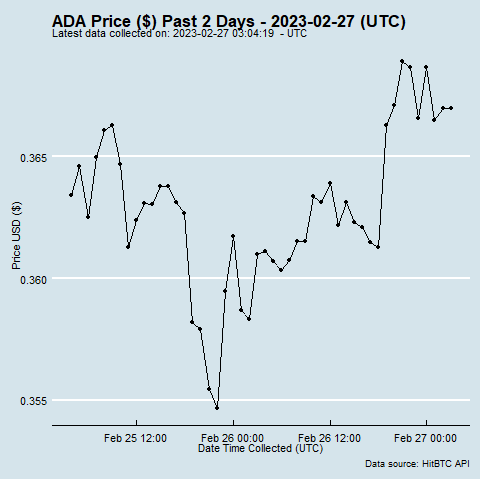 ADA Price ($) Past 2 Days - 2023-02-27 (UTC)
Latest data collected on: 2023-02-27 03:04:19 - UTC
0.365
0.360
0.355
Price USD ($)
Feb 25 12:00 Feb 26 00:00 Feb 26 12:00 Feb 27 00:00
Date Time Collected (UTC)
Data source: HitBTC API